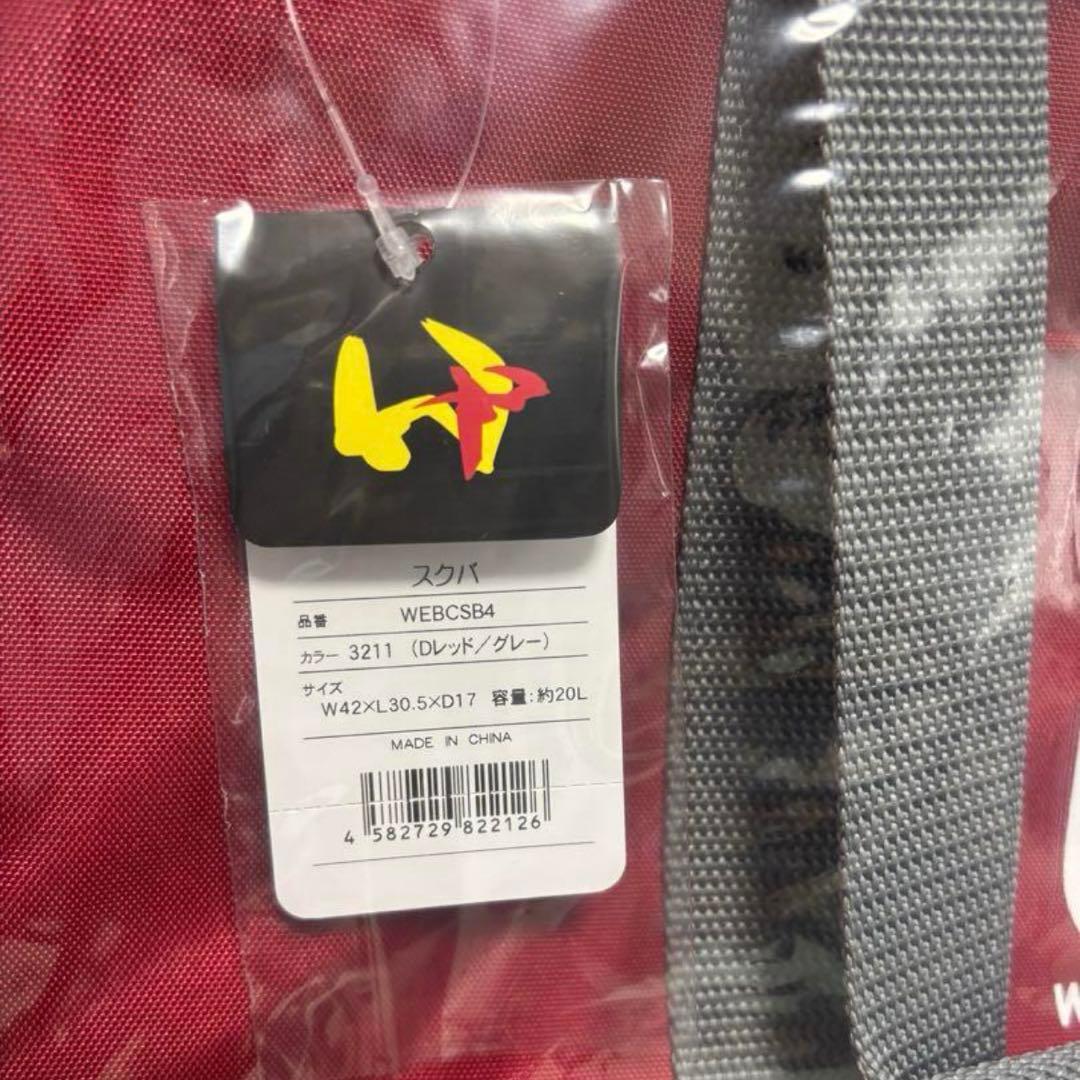 スクバ
品番 WEBCSB4
カラー 3211 (Dレッド／グレー)
サイズ
W42×L30.5×D17 容量:約20L
MADE IN CHINA
4 582729 822126
W